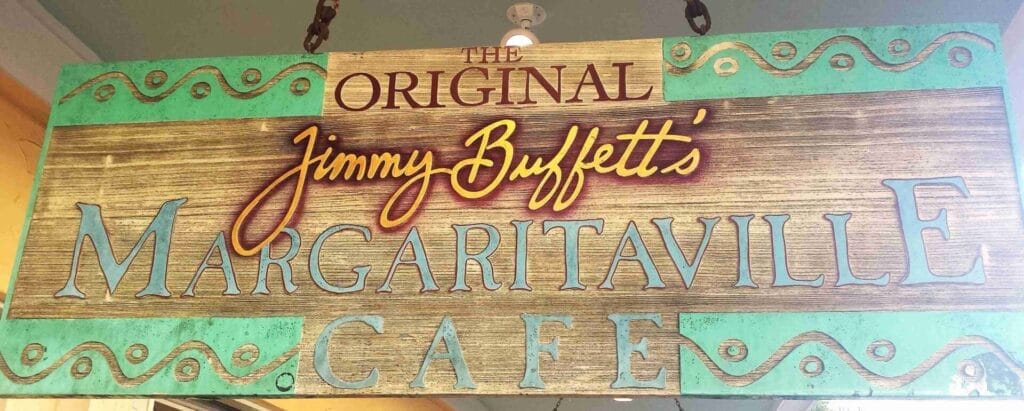 THE
ORIGINAL
Jimmy Buffett's
MARGARITAVILLE
CAFE